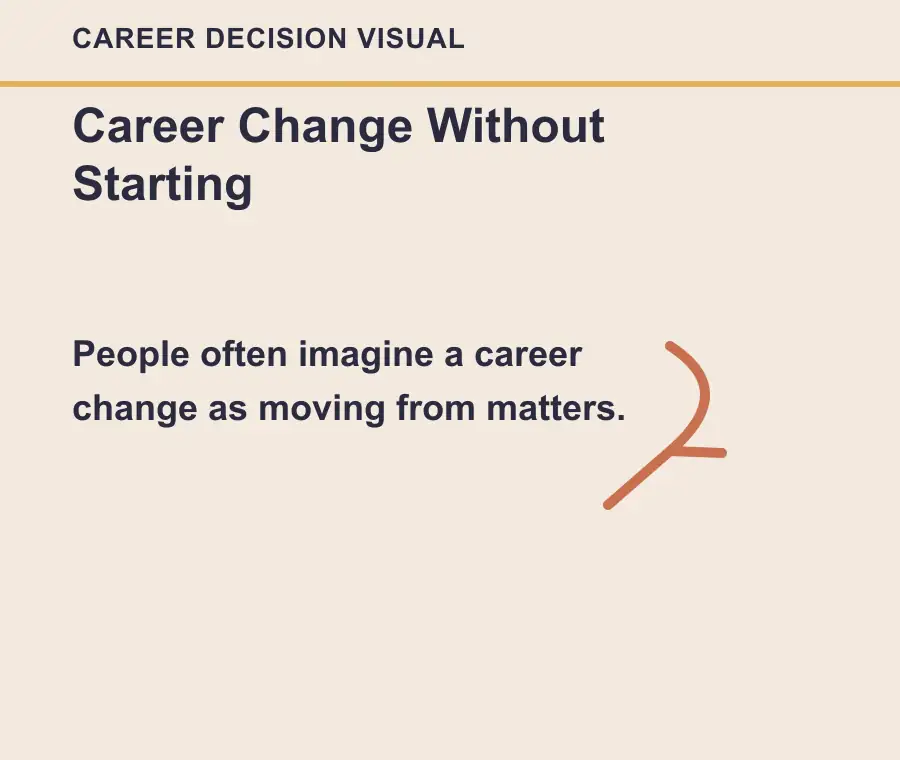 CAREER DECISION VISUAL
Career Change Without
Starting
People often imagine a career
change as moving from matters.